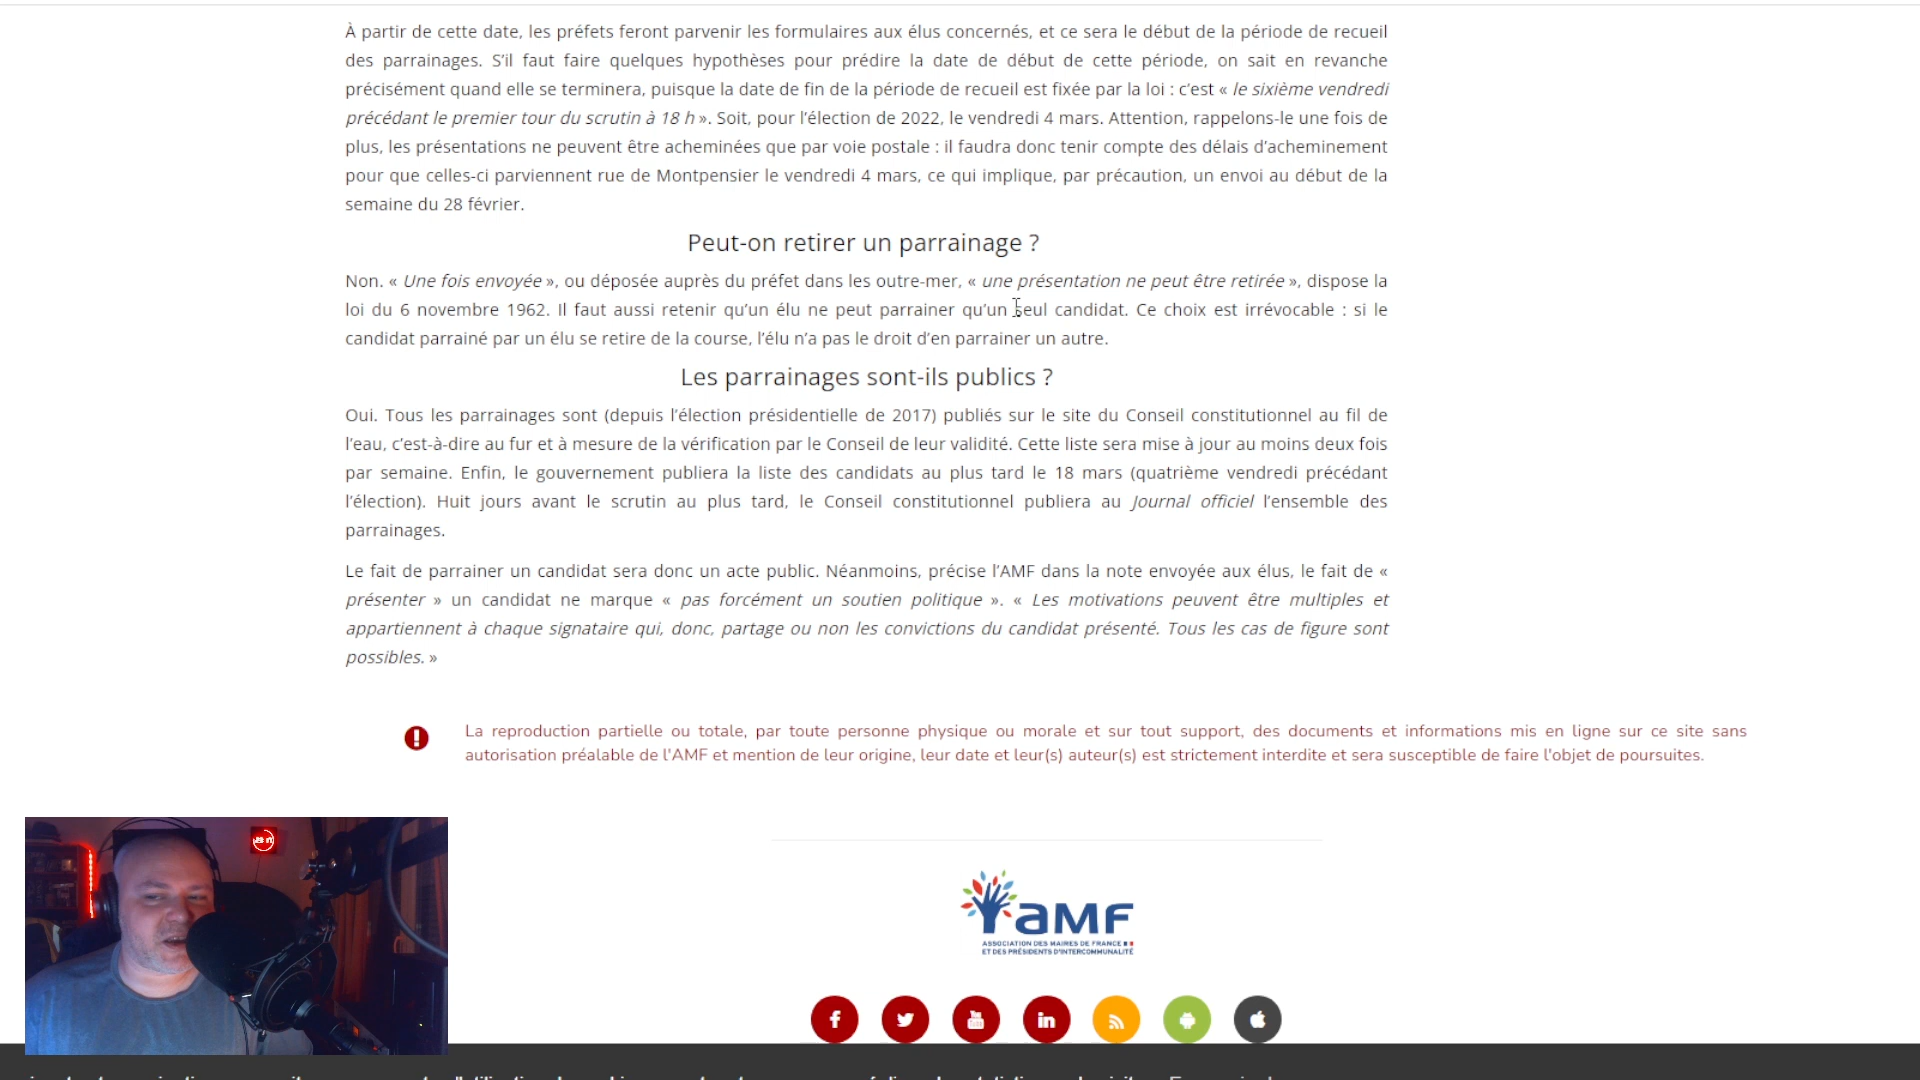 À partir de cette date, les préfets feront parvenir les formulaires aux élus concernés, et ce sera le début de la période de recueil
des parrainages. S’il faut faire quelques hypothèses pour prédire la date de début de cette période, on sait en revanche
précisément quand elle se terminera, puisque la date de fin de la période de recueil est fixée par la loi : c’est « le sixième vendredi
précédant le premier tour du scrutin à 18 h ». Soit, pour l’élection de 2022, le vendredi 4 mars. Attention, rappelons-le une fois de
plus, les présentations ne peuvent être acheminées que par voie postale : il faudra donc tenir compte des délais d’acheminement
pour que celles-ci parviennent rue de Montpensier le vendredi 4 mars, ce qui implique, par précaution, un envoi au début de la
semaine du 28 février.
Peut-on retirer un parrainage ?
Non. « Une fois envoyée », ou déposée auprès du préfet dans les outre-mer, « une présentation ne peut être retirée », dispose la
loi du 6 novembre 1962. Il faut aussi retenir qu’un élu ne peut parrainer qu’un seul candidat. Ce choix est irrévocable : si le
candidat parrainé par un élu se retire de la course, l’élu n’a pas le droit d’en parrainer un autre.
Les parrainages sont-ils publics ?
Oui. Tous les parrainages sont (depuis l’élection présidentielle de 2017) publiés sur le site du Conseil constitutionnel au fil de
l’eau, c’est-à-dire au fur et à mesure de la vérification par le Conseil de leur validité. Cette liste sera mise à jour au moins deux fois
par semaine. Enfin, le gouvernement publiera la liste des candidats au plus tard le 18 mars (quatrième vendredi précédant
l’élection). Huit jours avant le scrutin au plus tard, le Conseil constitutionnel publiera au Journal officiel l’ensemble des
parrainages.
Le fait de parrainer un candidat sera donc un acte public. Néanmoins, précise l’AMF dans la note envoyée aux élus, le fait de «
présenter » un candidat ne marque « pas forcément un soutien politique ». « Les motivations peuvent être multiples et
appartiennent à chaque signataire qui, donc, partage ou non les convictions du candidat présenté. Tous les cas de figure sont
possibles. »
La reproduction partielle ou totale, par toute personne physique ou morale et sur tout support, des documents et informations mis en ligne sur ce site sans
autorisation préalable de l'AMF et mention de leur origine, leur date et leur(s) auteur(s) est strictement interdite et sera susceptible de faire l'objet de poursuites.
aMF
ASSOCIATION DES MAIRES DE FRANCE
ET DES PRÉSIDENTS D'INTERCOMMUNALITÉ